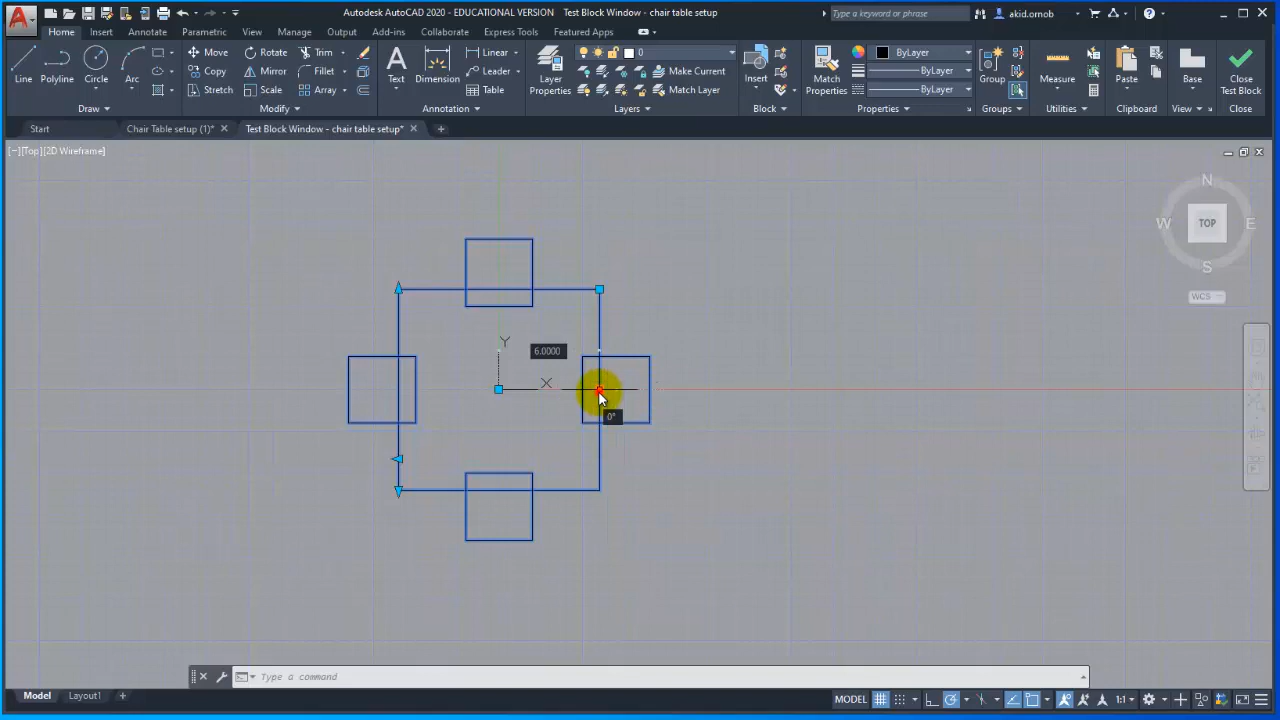 Autodesk AutoCAD 2020 - EDUCATIONAL VERSION Test Block Window - chair table setup
Type a keyword or phrase
akid.ornob
Home Insert Annotate Parametric View Manage Output Add-ins Collaborate Express Tools Featured Apps
Line Polyline Circle Arc
Move Rotate Trim
Copy Mirror Fillet
Stretch Scale Array
Text Dimension
Linear
Leader
Table
Layer Properties
0
Make Current
Match Layer
Insert
Match Properties
ByLayer
ByLayer
ByLayer
Group
Measure
Paste
Base
Close Test Block
Draw Modify Annotation Layers Block Properties Groups Utilities Clipboard View Close
Start Chair Table setup (1)* Test Block Window - chair table setup*
[−][Top][2D Wireframe]
N
W TOP E
S
WCS
Y
6.0000
X
0°
Type a command
Model Layout1
MODEL 1:1